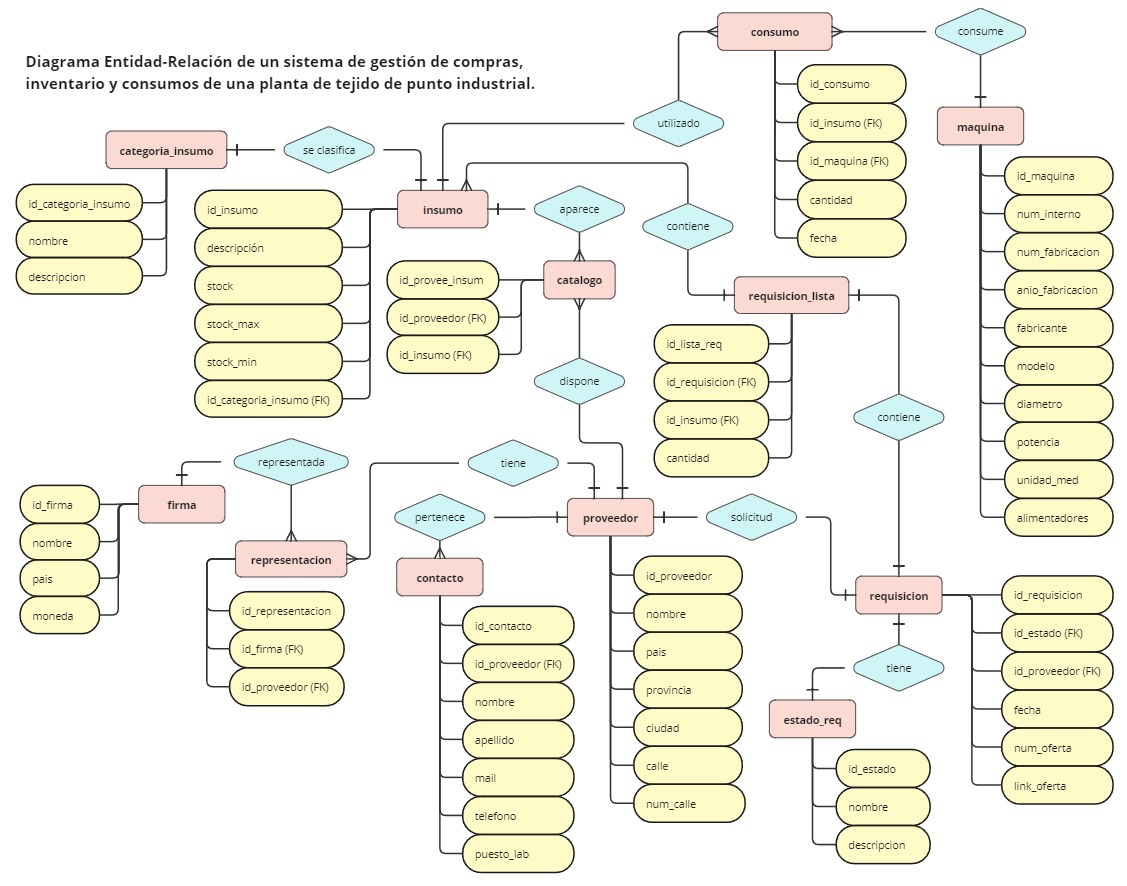 Diagrama Entidad-Relación de un sistema de gestión de compras,
inventario y consumos de una planta de tejido de punto industrial.
consumo
consume
id_consumo
id_insumo (FK)
id_maquina (FK)
cantidad
fecha
utilizado
maquina
id_maquina
num_interno
num_fabricacion
anio_fabricacion
fabricante
modelo
diametro
potencia
unidad_med
alimentadores
categoria_insumo
se clasifica
id_categoria_insumo
nombre
descripcion
insumo
id_insumo
descripción
stock
stock_max
stock_min
id_categoria_insumo (FK)
aparece
contiene
catalogo
id_provee_insum
id_proveedor (FK)
id_insumo (FK)
dispone
requisicion_lista
id_lista_req
id_requisicion (FK)
id_insumo (FK)
cantidad
contiene
representada
tiene
firma
id_firma
nombre
pais
moneda
representacion
id_representacion
id_firma (FK)
id_proveedor (FK)
pertenece
proveedor
solicitud
contacto
id_contacto
id_proveedor (FK)
nombre
apellido
mail
telefono
puesto_lab
id_proveedor
nombre
pais
provincia
ciudad
calle
num_calle
requisicion
id_requisicion
id_estado (FK)
id_proveedor (FK)
fecha
num_oferta
link_oferta
tiene
estado_req
id_estado
nombre
descripcion